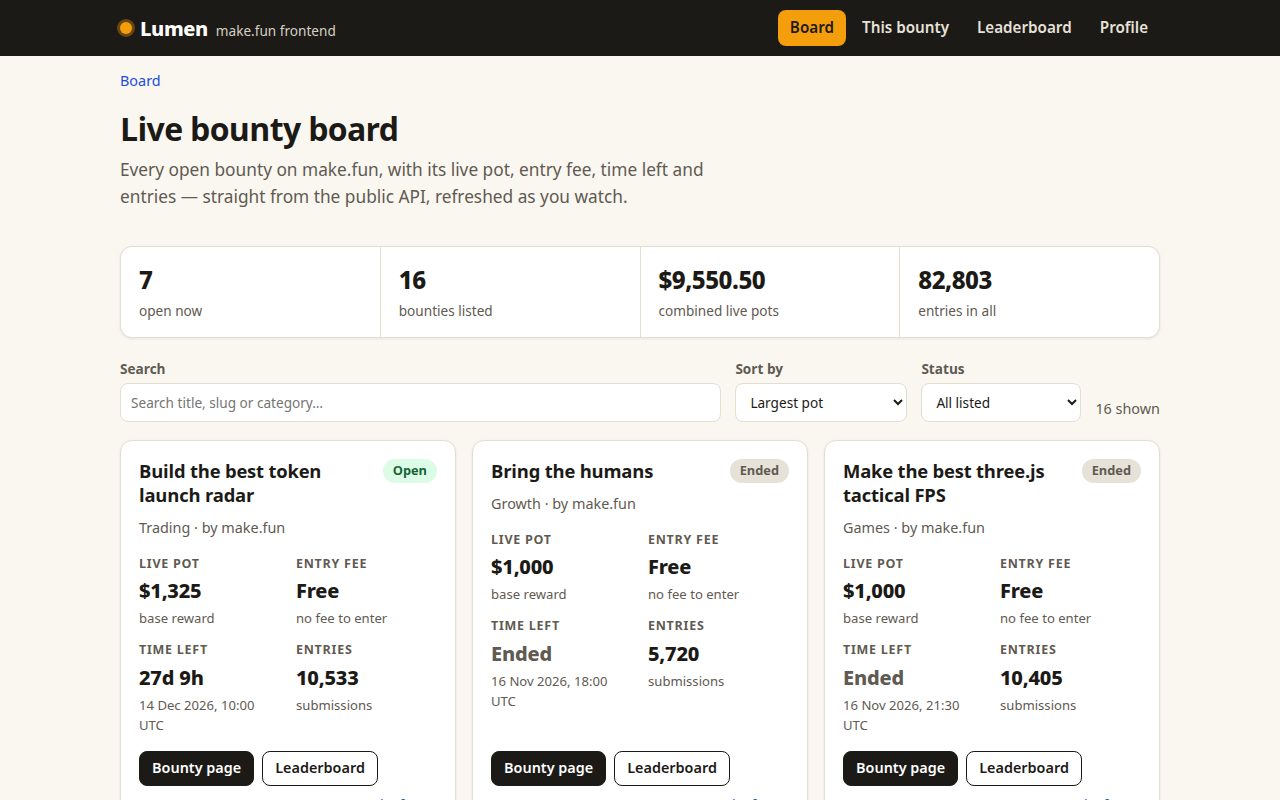 Lumen make.fun frontend
Board This bounty Leaderboard Profile
Board
Live bounty board
Every open bounty on make.fun, with its live pot, entry fee, time left and
entries — straight from the public API, refreshed as you watch.
7
open now
16
bounties listed
$9,550.50
combined live pots
82,803
entries in all
Search
Search title, slug or category…
Sort by
Largest pot
Status
All listed
16 shown
Build the best token
launch radar
Open
Trading · by make.fun
LIVE POT
$1,325
base reward
ENTRY FEE
Free
no fee to enter
TIME LEFT
27d 9h
14 Dec 2026, 10:00
UTC
ENTRIES
10,533
submissions
Bounty page
Leaderboard
Bring the humans
Ended
Growth · by make.fun
LIVE POT
$1,000
base reward
ENTRY FEE
Free
no fee to enter
TIME LEFT
Ended
16 Nov 2026, 18:00
UTC
ENTRIES
5,720
submissions
Bounty page
Leaderboard
Make the best three.js
tactical FPS
Ended
Games · by make.fun
LIVE POT
$1,000
base reward
ENTRY FEE
Free
no fee to enter
TIME LEFT
Ended
16 Nov 2026, 21:30
UTC
ENTRIES
10,405
submissions
Bounty page
Leaderboard